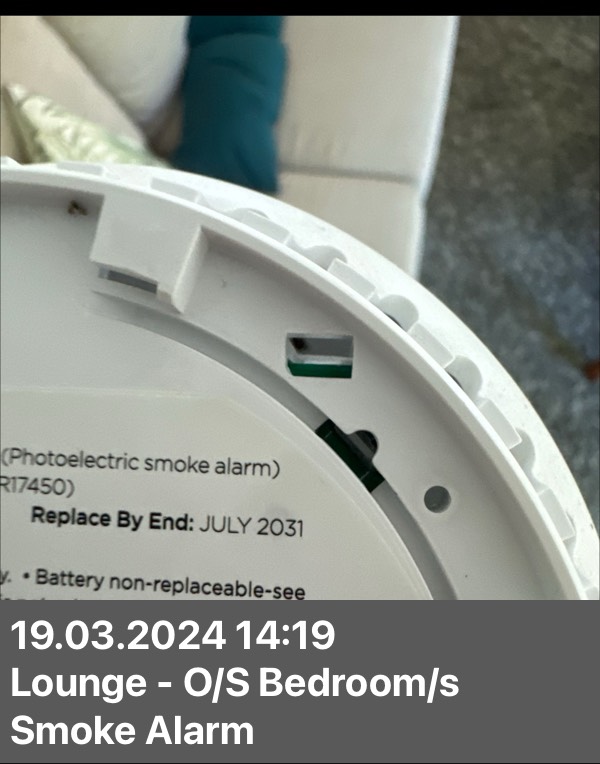 (Photoelectric smoke alarm)
R17450)
Replace By End: JULY 2031
y. • Battery non-replaceable-see
19.03.2024 14:19
Lounge - O/S Bedroom/s
Smoke Alarm